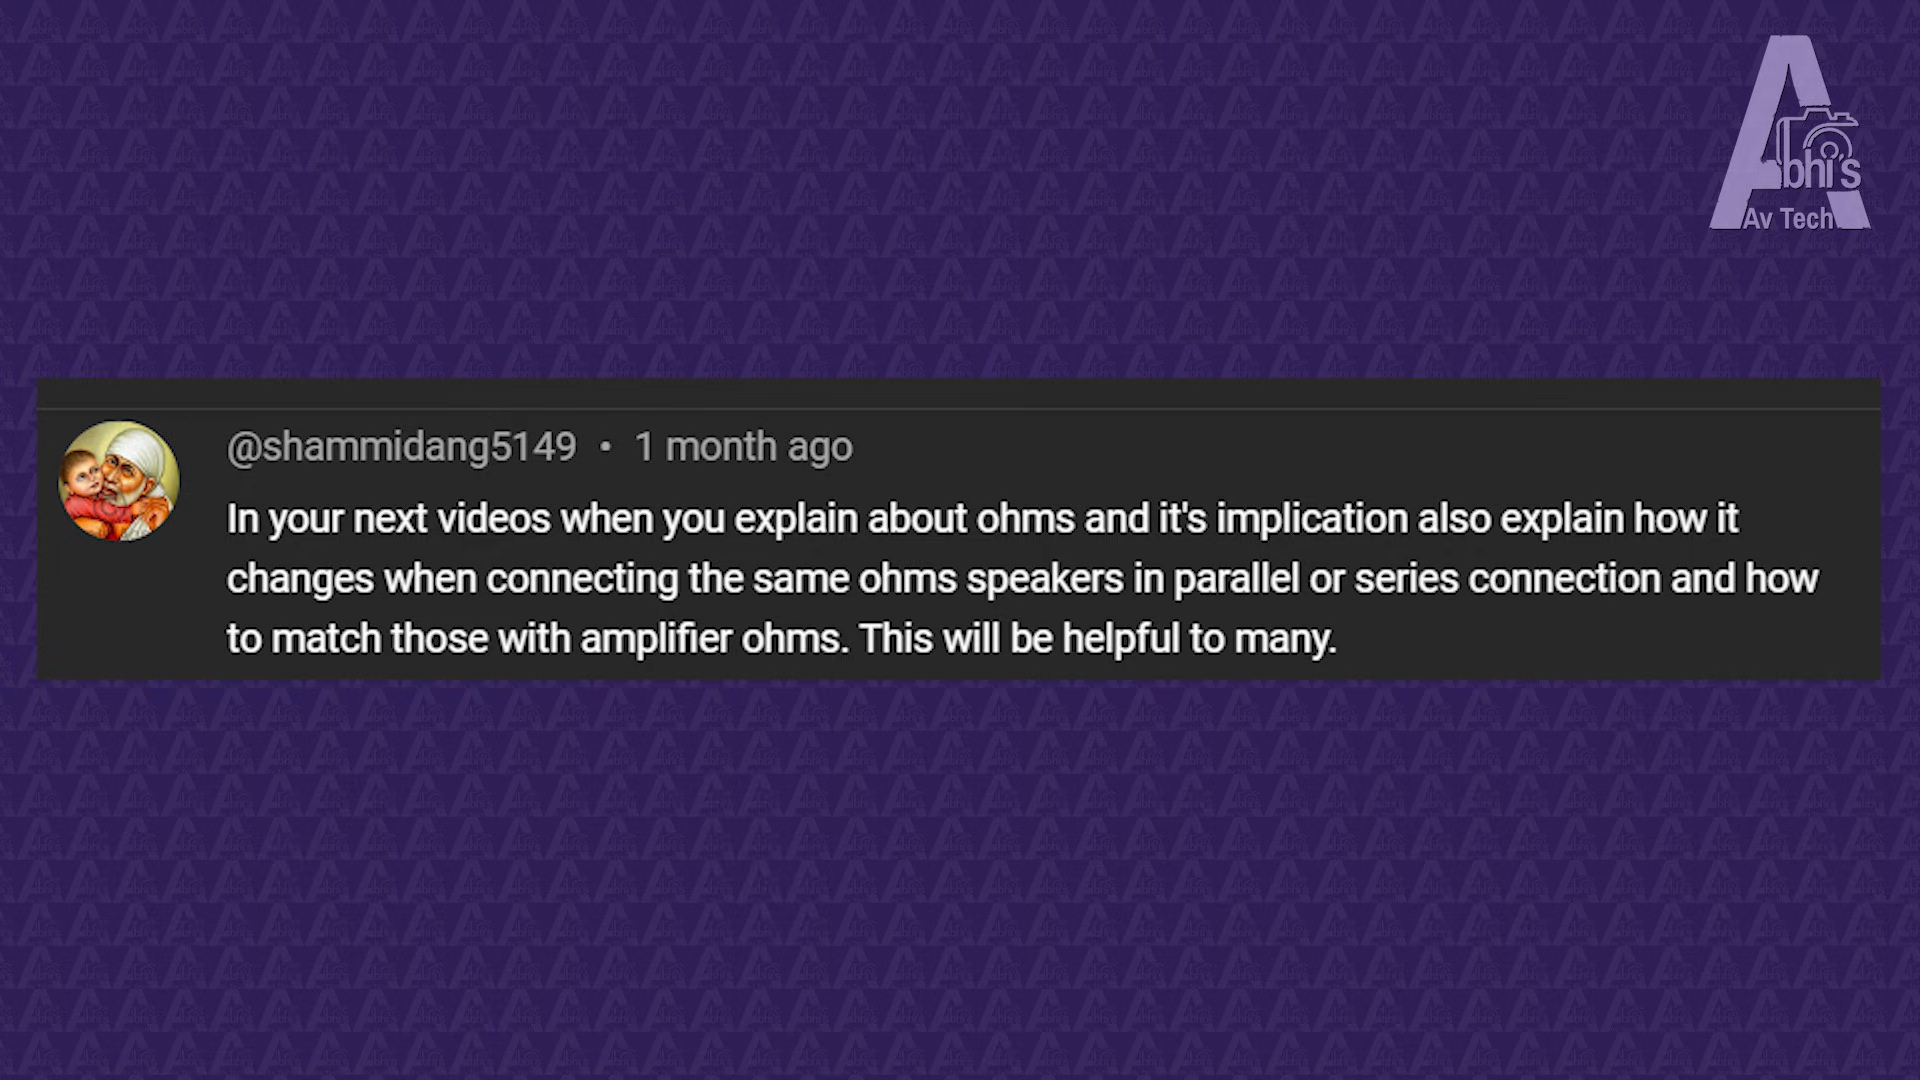 Abhi's
Av Tech
@shammidang5149 • 1 month ago
In your next videos when you explain about ohms and it's implication also explain how it
changes when connecting the same ohms speakers in parallel or series connection and how
to match those with amplifier ohms. This will be helpful to many.